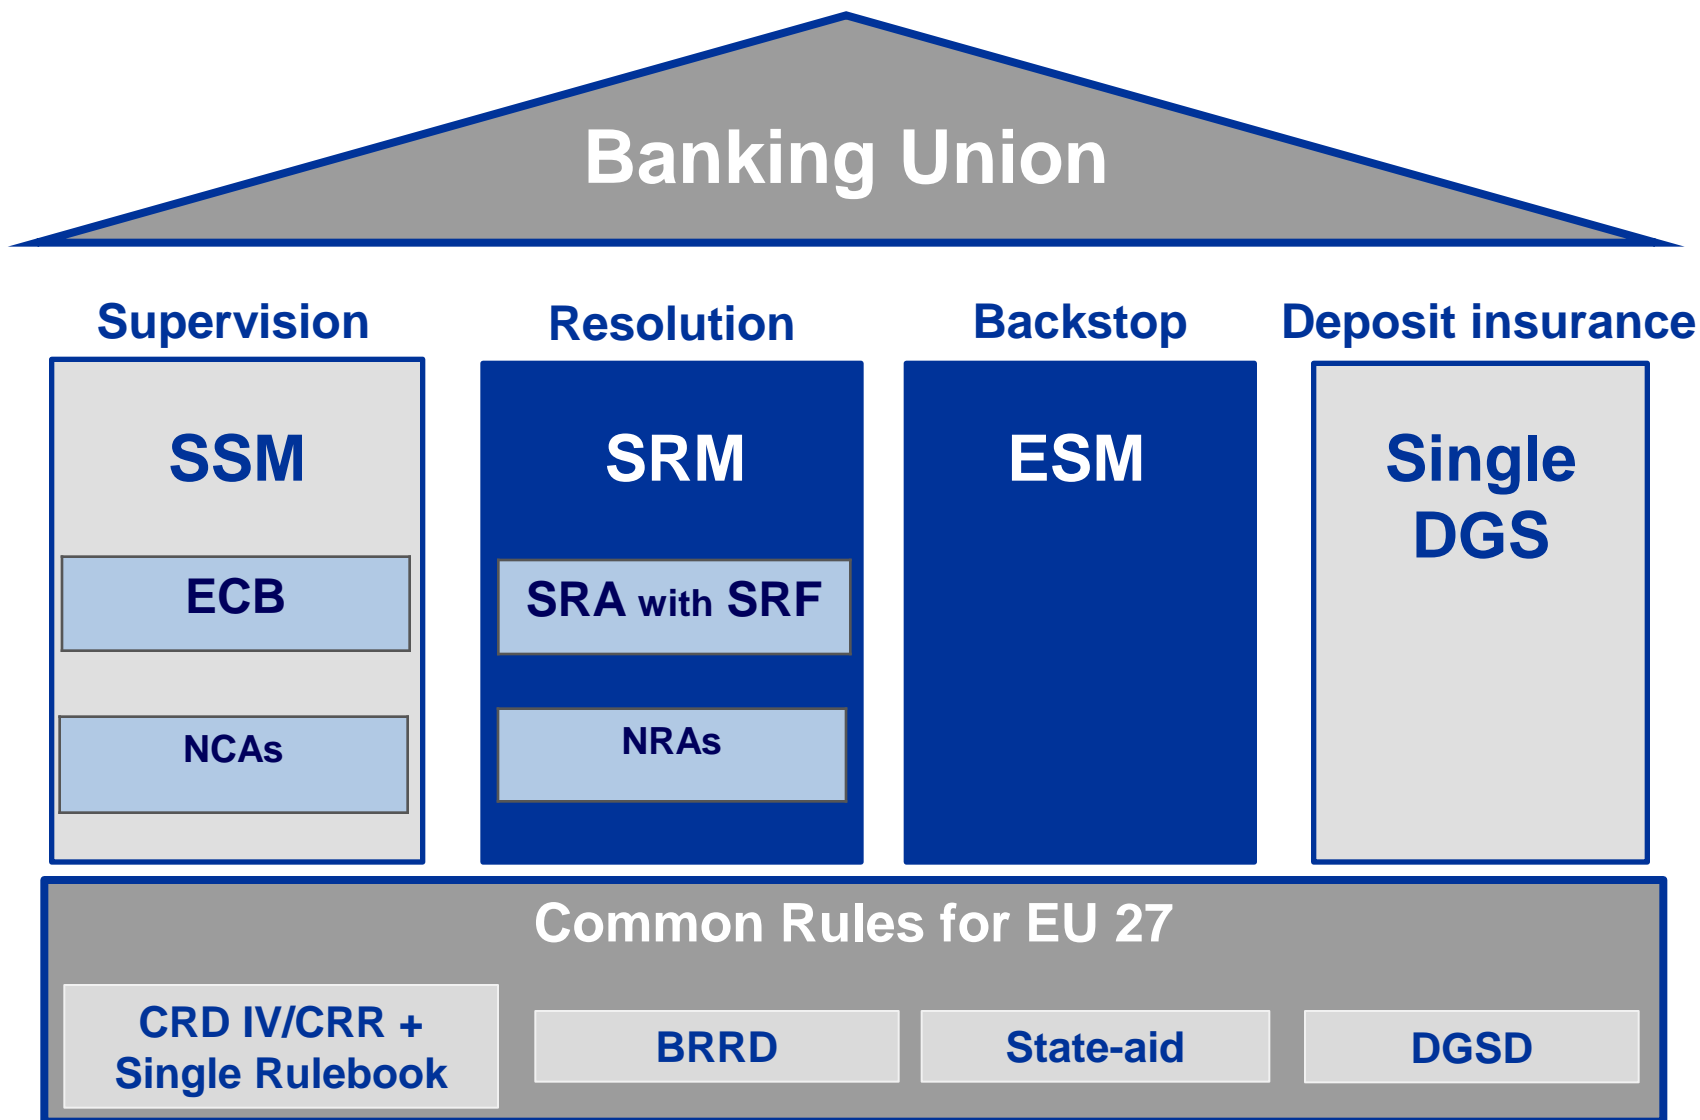 Banking Union
Supervision
Resolution
Backstop
Deposit insurance
SSM
ECB
NCAs
SRM
SRA with SRF
NRAs
ESM
Single
DGS
Common Rules for EU 27
CRD IV/CRR +
Single Rulebook
BRRD
State-aid
DGSD